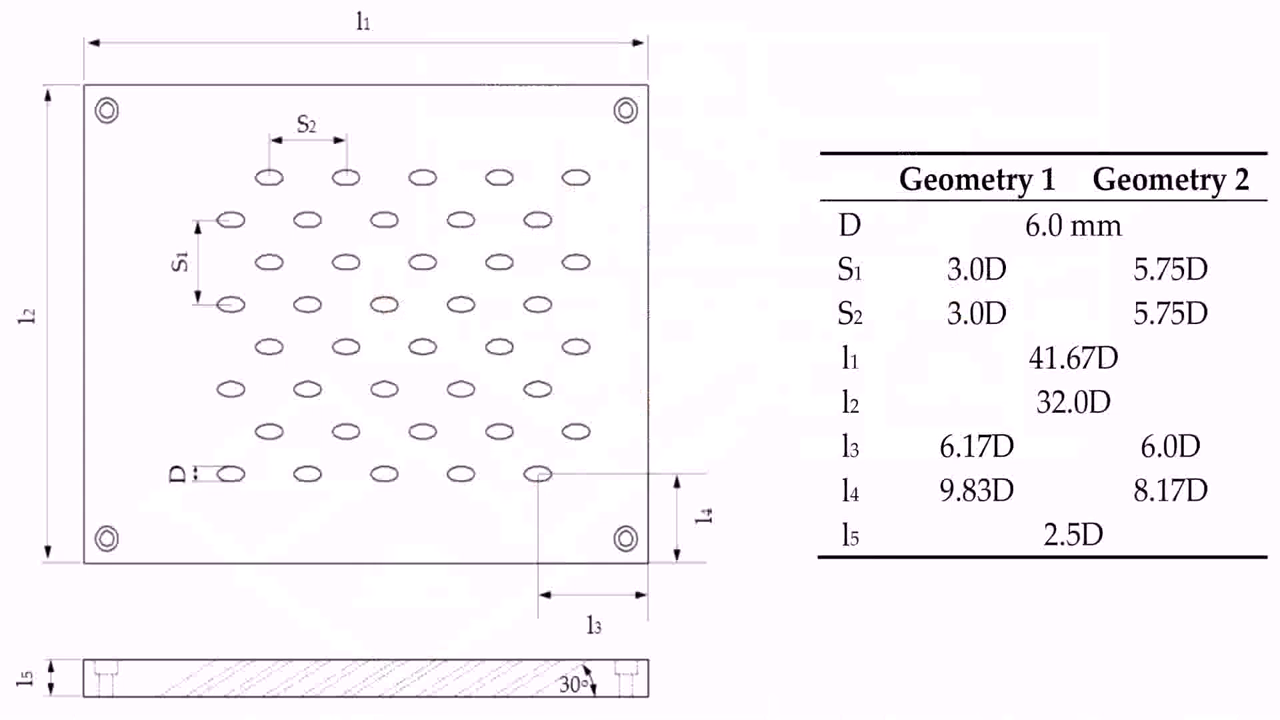 l1
S2
S1
l2
D
l4
l3
l5
30°
Geometry 1 Geometry 2
D 6.0 mm
S1 3.0D 5.75D
S2 3.0D 5.75D
l1 41.67D
l2 32.0D
l3 6.17D 6.0D
l4 9.83D 8.17D
l5 2.5D